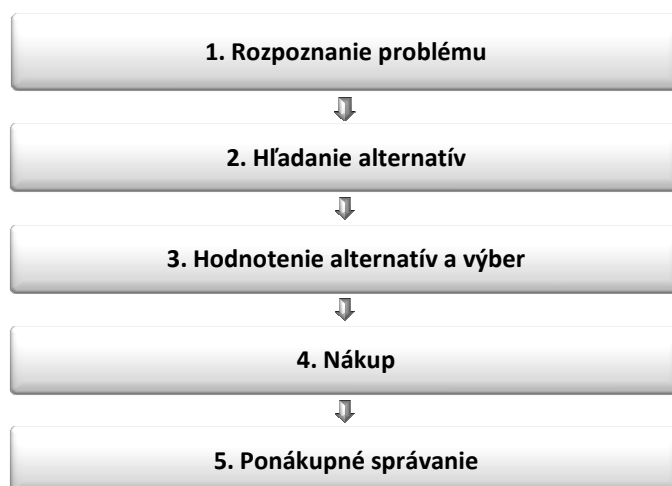 1. Rozpoznanie problému
2. Hľadanie alternatív
3. Hodnotenie alternatív a výber
4. Nákup
5. Ponákupné správanie